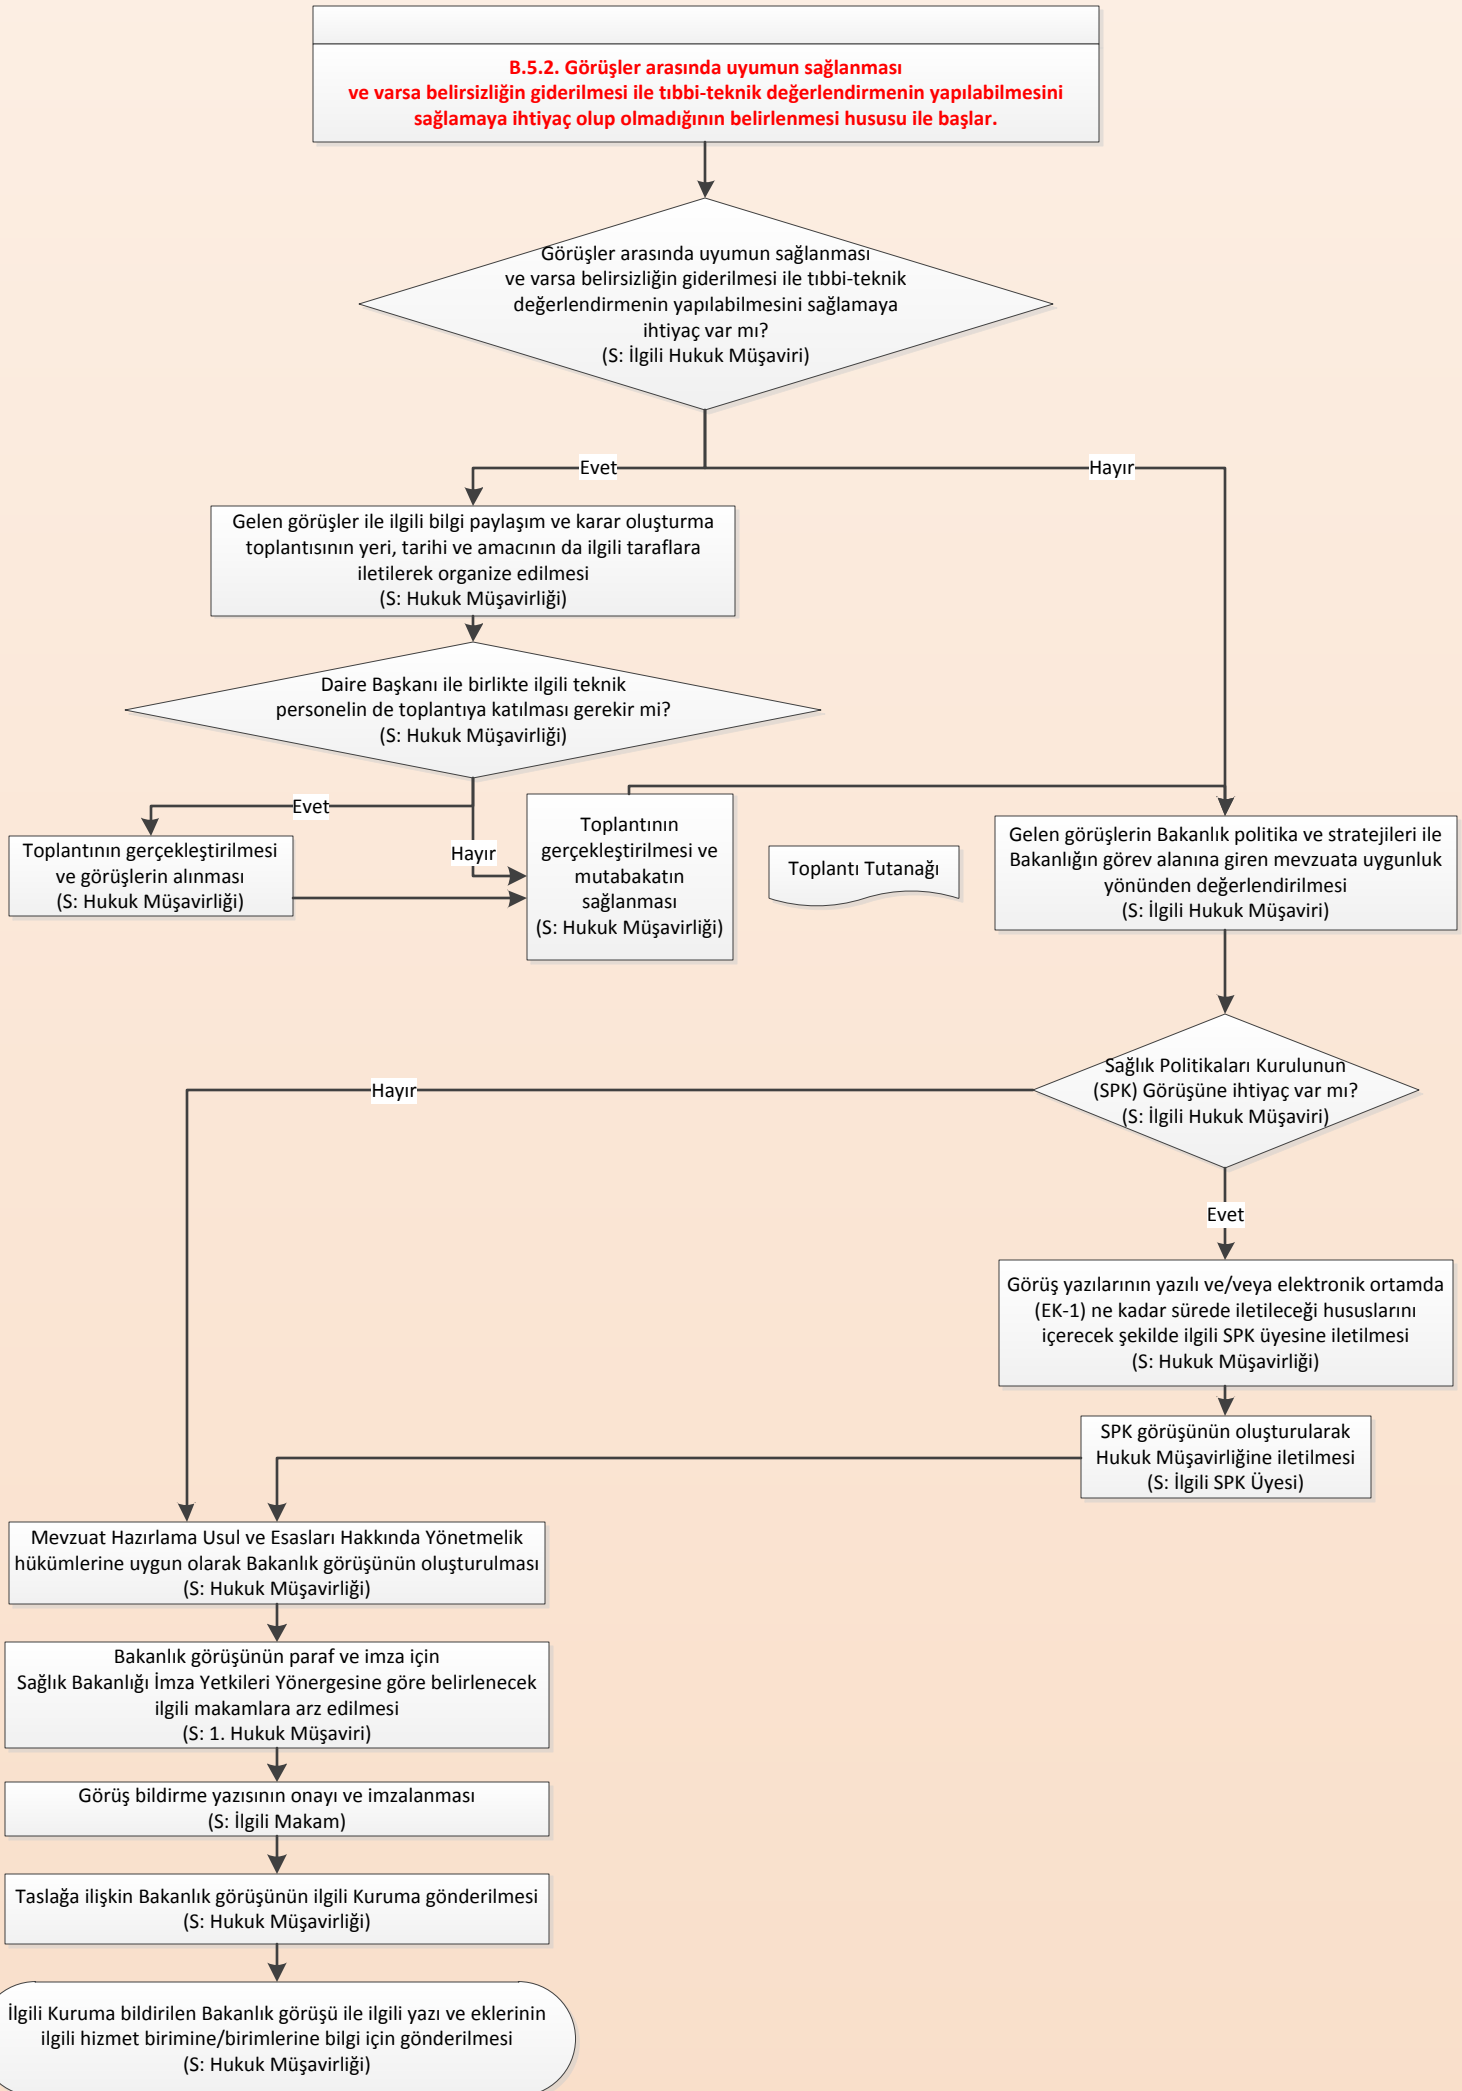 B.5.2. Görüşler arasında uyumun sağlanması
ve varsa belirsizliğin giderilmesi ile tıbbi-teknik değerlendirmenin yapılabilmesini
sağlamaya ihtiyaç olup olmadığının belirlenmesi hususu ile başlar.
Görüşler arasında uyumun sağlanması
ve varsa belirsizliğin giderilmesi ile tıbbi-teknik
değerlendirmenin yapılabilmesini sağlamaya
ihtiyaç var mı?
(S: İlgili Hukuk Müşaviri)
Evet
Hayır
Gelen görüşler ile ilgili bilgi paylaşım ve karar oluşturma
toplantısının yeri, tarihi ve amacının da ilgili taraflara
iletilerek organize edilmesi
(S: Hukuk Müşavirliği)
Daire Başkanı ile birlikte ilgili teknik
personelin de toplantıya katılması gerekir mi?
(S: Hukuk Müşavirliği)
Evet
Hayır
Toplantının gerçekleştirilmesi
ve görüşlerin alınması
(S: Hukuk Müşavirliği)
Toplantının
gerçekleştirilmesi ve
mutabakatın
sağlanması
(S: Hukuk Müşavirliği)
Toplantı Tutanağı
Gelen görüşlerin Bakanlık politika ve stratejileri ile
Bakanlığın görev alanına giren mevzuata uygunluk
yönünden değerlendirilmesi
(S: İlgili Hukuk Müşaviri)
Sağlık Politikaları Kurulunun
(SPK) Görüşüne ihtiyaç var mı?
(S: İlgili Hukuk Müşaviri)
Hayır
Evet
Görüş yazılarının yazılı ve/veya elektronik ortamda
(EK-1) ne kadar sürede iletileceği hususlarını
içerecek şekilde ilgili SPK üyesine iletilmesi
(S: Hukuk Müşavirliği)
SPK görüşünün oluşturularak
Hukuk Müşavirliğine iletilmesi
(S: İlgili SPK Üyesi)
Mevzuat Hazırlama Usul ve Esasları Hakkında Yönetmelik
hükümlerine uygun olarak Bakanlık görüşünün oluşturulması
(S: Hukuk Müşavirliği)
Bakanlık görüşünün paraf ve imza için
Sağlık Bakanlığı İmza Yetkileri Yönergesine göre belirlenecek
ilgili makamlara arz edilmesi
(S: 1. Hukuk Müşaviri)
Görüş bildirme yazısının onayı ve imzalanması
(S: İlgili Makam)
Taslağa ilişkin Bakanlık görüşünün ilgili Kuruma gönderilmesi
(S: Hukuk Müşavirliği)
İlgili Kuruma bildirilen Bakanlık görüşü ile ilgili yazı ve eklerinin
ilgili hizmet birimine/birimlerine bilgi için gönderilmesi
(S: Hukuk Müşavirliği)